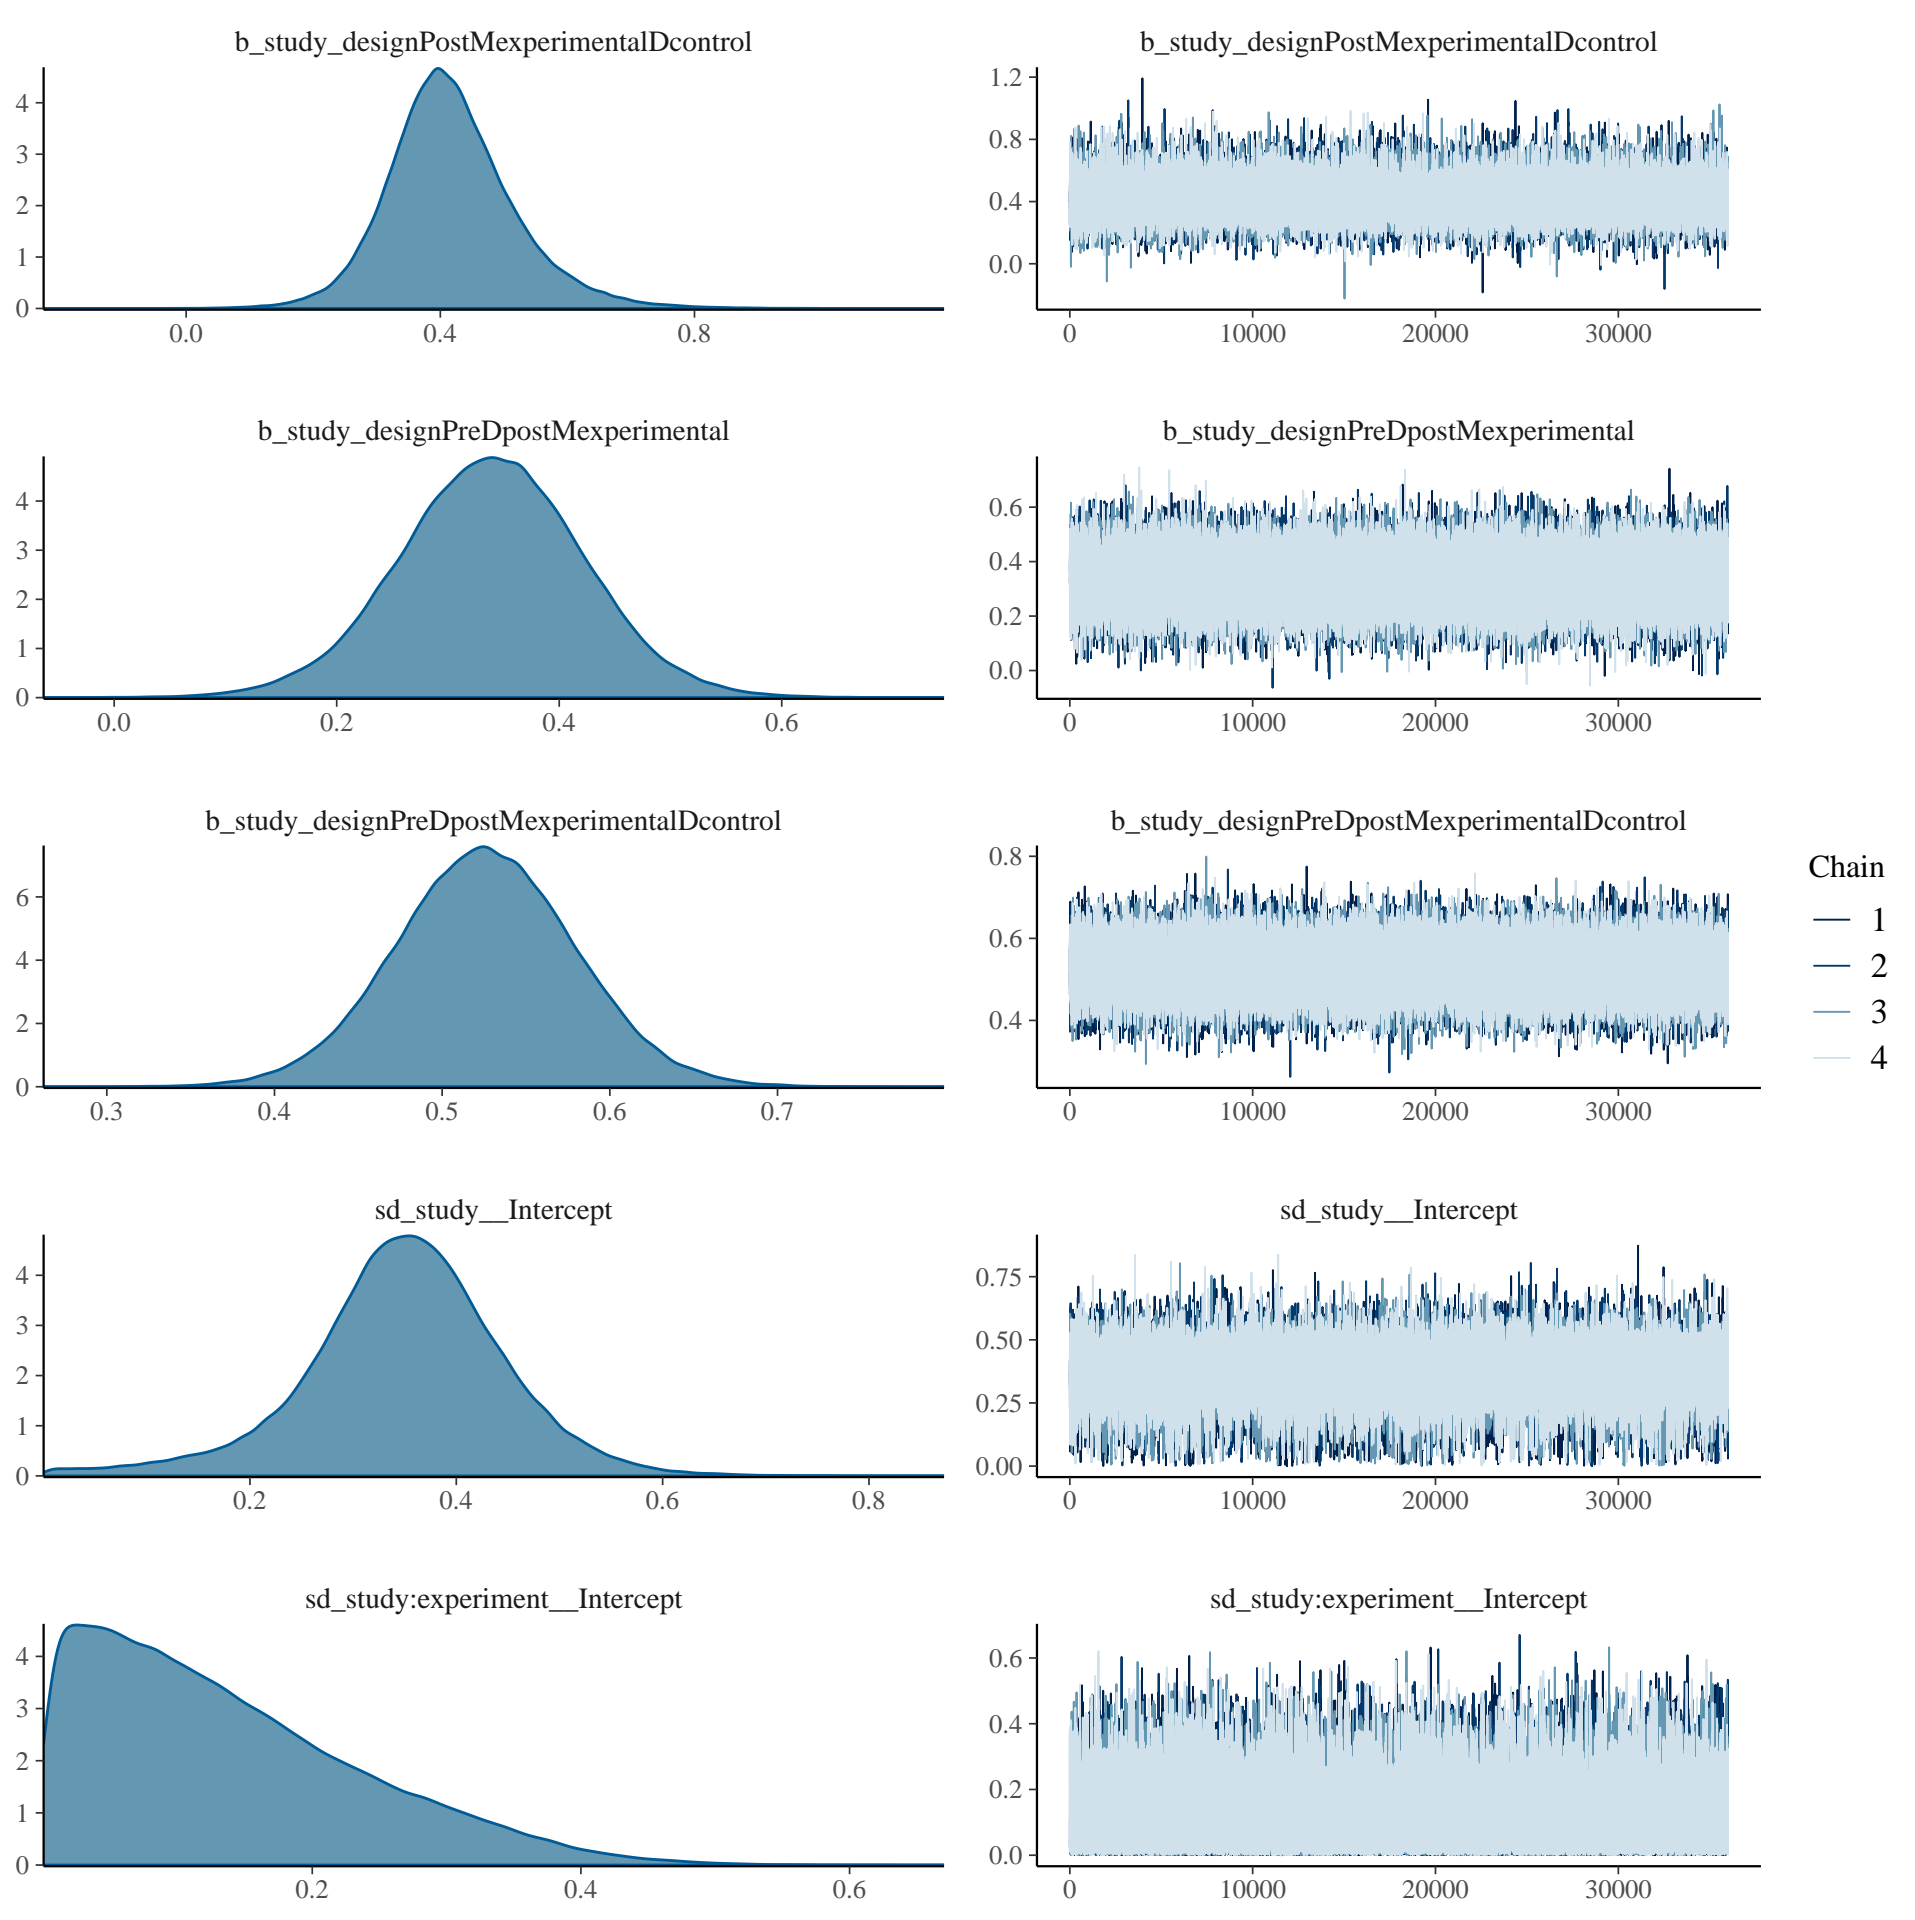 b_study_designPostMexperimentalDcontrol
4
3
2
1
0
0.0 0.4 0.8
b_study_designPostMexperimentalDcontrol
1.2
0.8
0.4
0.0
0 10000 20000 30000
b_study_designPreDpostMexperimental
4
3
2
1
0
0.0 0.2 0.4 0.6
b_study_designPreDpostMexperimental
0.6
0.4
0.2
0.0
0 10000 20000 30000
b_study_designPreDpostMexperimentalDcontrol
6
4
2
0
0.3 0.4 0.5 0.6 0.7
b_study_designPreDpostMexperimentalDcontrol
0.8
0.6
0.4
0 10000 20000 30000
Chain
1
2
3
4
sd_study__Intercept
4
3
2
1
0
0.2 0.4 0.6 0.8
sd_study__Intercept
0.75
0.50
0.25
0.00
0 10000 20000 30000
sd_study:experiment__Intercept
4
3
2
1
0
0.2 0.4 0.6
sd_study:experiment__Intercept
0.6
0.4
0.2
0.0
0 10000 20000 30000